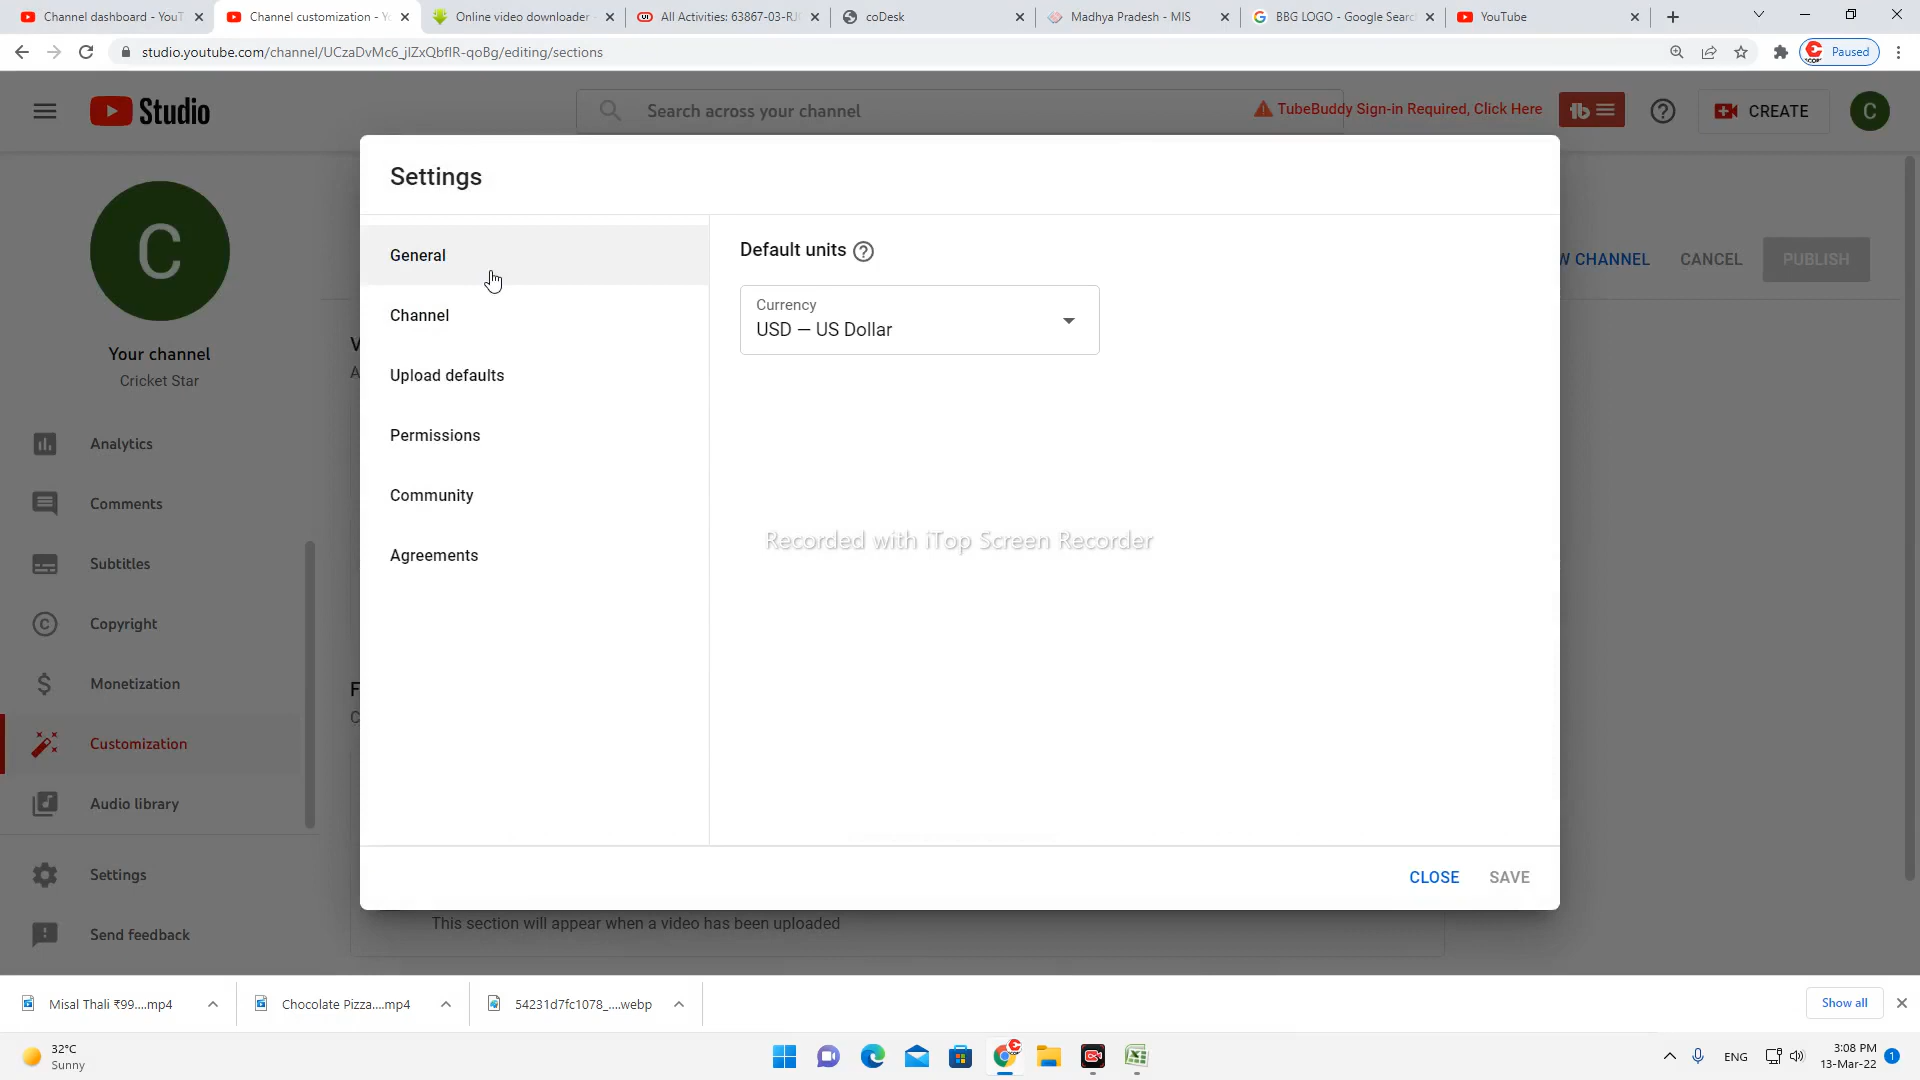 Channel dashboard - YouT
Channel customization - Yo
Online video downloader -
All Activities: 63867-03-RJ
coDesk
Madhya Pradesh - MIS
BBG LOGO - Google Searc
YouTube
studio.youtube.com/channel/UCzaDvMc6_jlZxQbflR-qoBg/editing/sections
Paused
Studio
Search across your channel
TubeBuddy Sign-in Required, Click Here
tb
CREATE
C
C
Your channel
Cricket Star
Analytics
Comments
Subtitles
Copyright
Monetization
Customization
Audio library
Settings
Send feedback
W CHANNEL
CANCEL
PUBLISH
Settings
General
Channel
Upload defaults
Permissions
Community
Agreements
Default units
Currency
USD — US Dollar
Recorded with iTop Screen Recorder
CLOSE
SAVE
This section will appear when a video has been uploaded
Misal Thali ₹99....mp4
Chocolate Pizza....mp4
54231d7fc1078_....webp
Show all
32°C
Sunny
ENG
3:08 PM
13-Mar-22
1